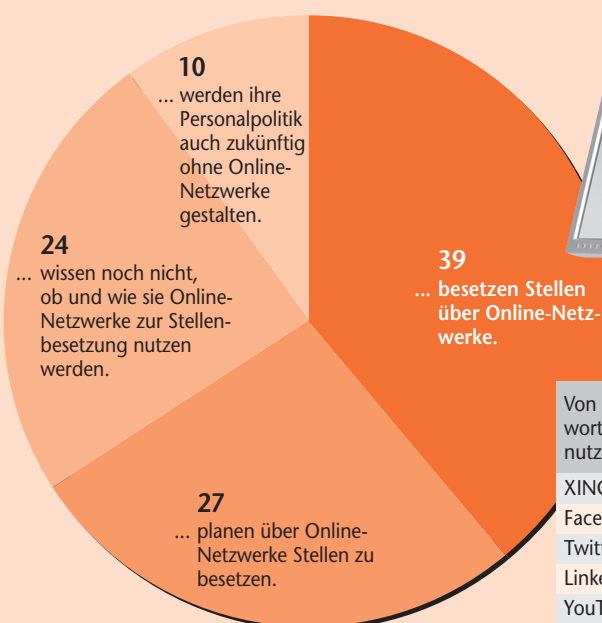 10
... werden ihre
Personalpolitik
auch zukünftig
ohne Online-
Netzwerke
gestalten.
24
... wissen noch nicht,
ob und wie sie Online-
Netzwerke zur Stellen-
besetzung nutzen
werden.
39
... besetzen Stellen
über Online-Netz-
werke.
27
... planen über Online-
Netzwerke Stellen zu
besetzen.
Von